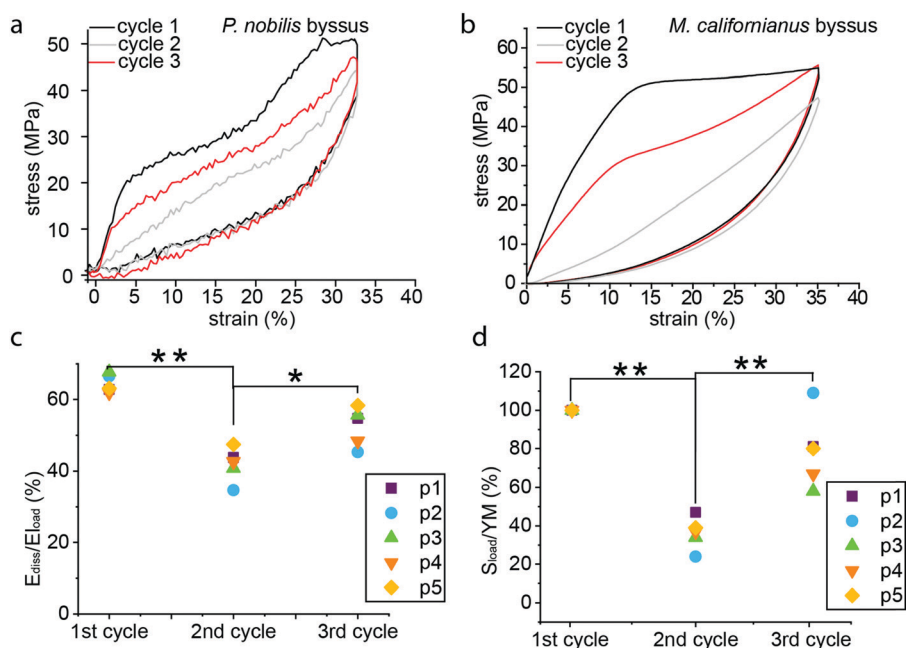 a
P. nobilis byssus
cycle 1
cycle 2
cycle 3
stress (MPa)
50
40
30
20
10
0
0 10 20 30 40
strain (%)
b
M. californianus byssus
cycle 1
cycle 2
cycle 3
stress (MPa)
60
50
40
30
20
10
0
0 5 10 15 20 25 30 35 40
strain (%)
c
**
*
Ediss/Eload (%)
60
40
20
0
1st cycle 2nd cycle 3rd cycle
p1
p2
p3
p4
p5
d
**
**
Sload/YM (%)
120
100
80
60
40
20
0
1st cycle 2nd cycle 3rd cycle
p1
p2
p3
p4
p5